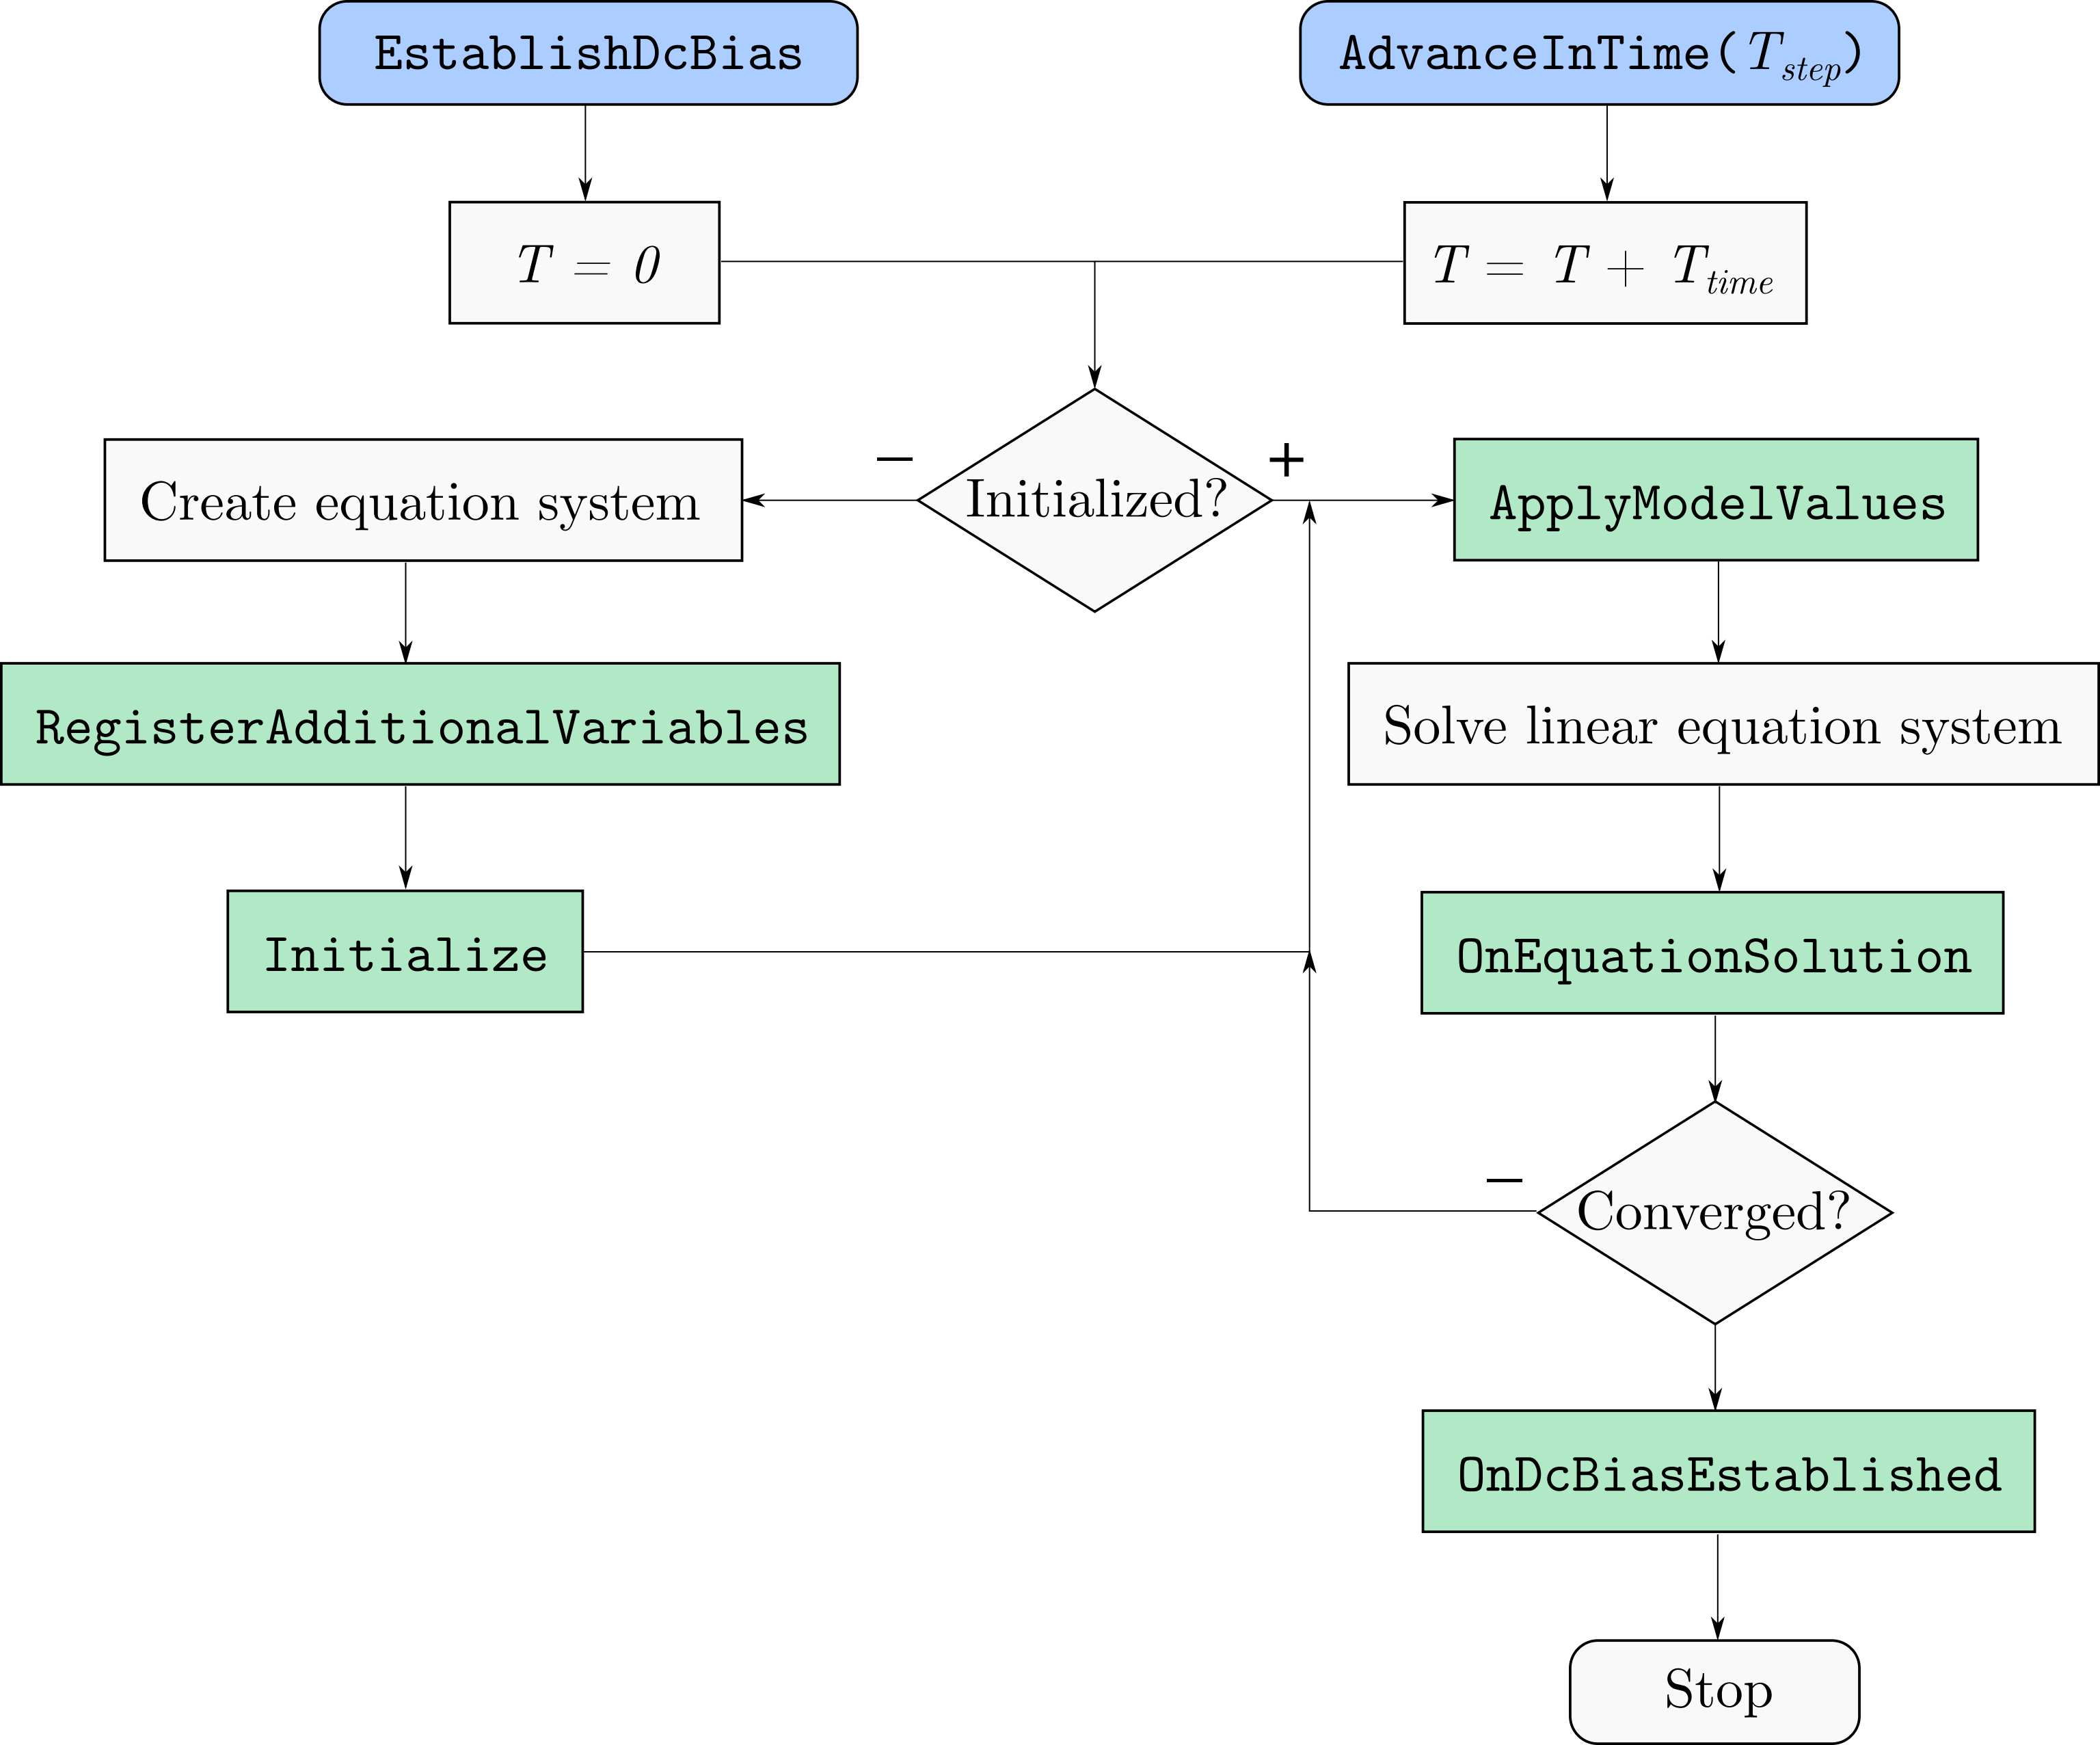 EstablishDcBias
AdvanceInTime(T_step)
T = 0
T = T + T_time
−
+
Create equation system
Initialized?
ApplyModelValues
RegisterAdditionalVariables
Solve linear equation system
Initialize
OnEquationSolution
−
Converged?
OnDcBiasEstablished
Stop